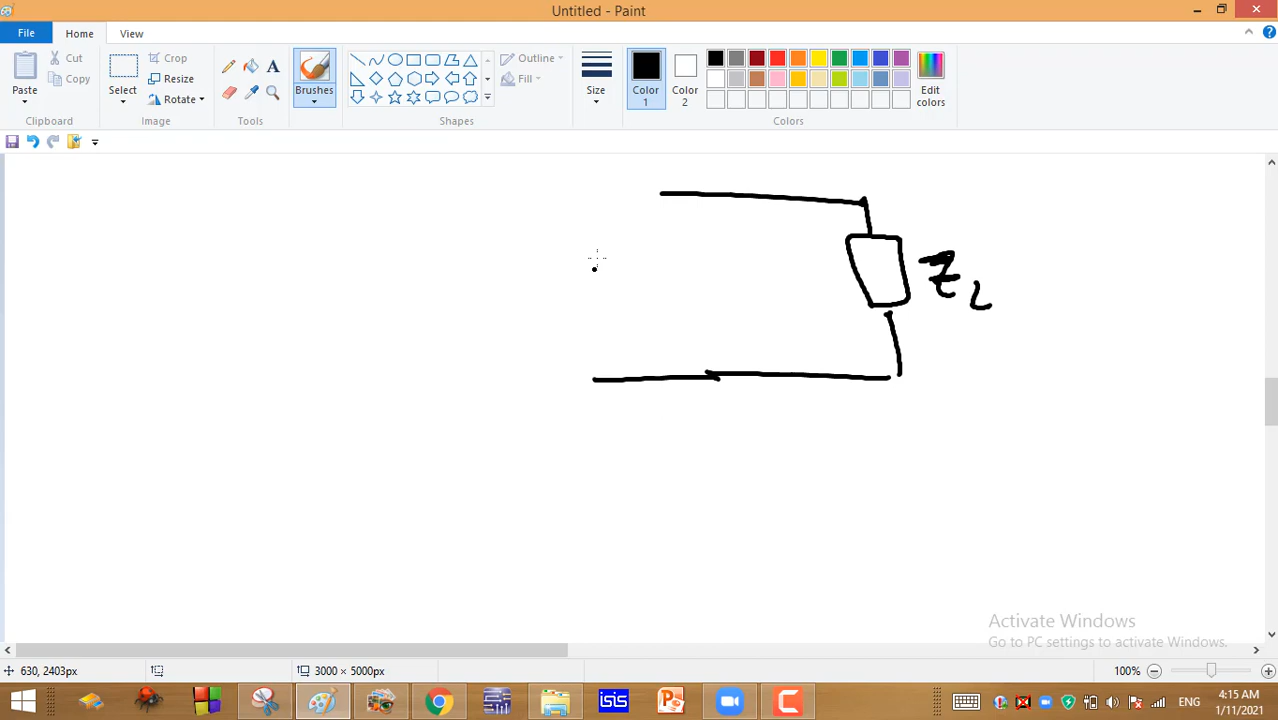 Untitled - Paint
File Home View
Paste
Cut
Copy
Clipboard
Select
Crop
Resize
Rotate
Image
A
Tools
Brushes
Outline
Fill
Shapes
Size
Color 1
Color 2
Edit colors
Colors
Z L
Activate Windows
Go to PC settings to activate Windows.
630, 2403px
3000 × 5000px
100%
isis
ENG
4:15 AM
1/11/2021